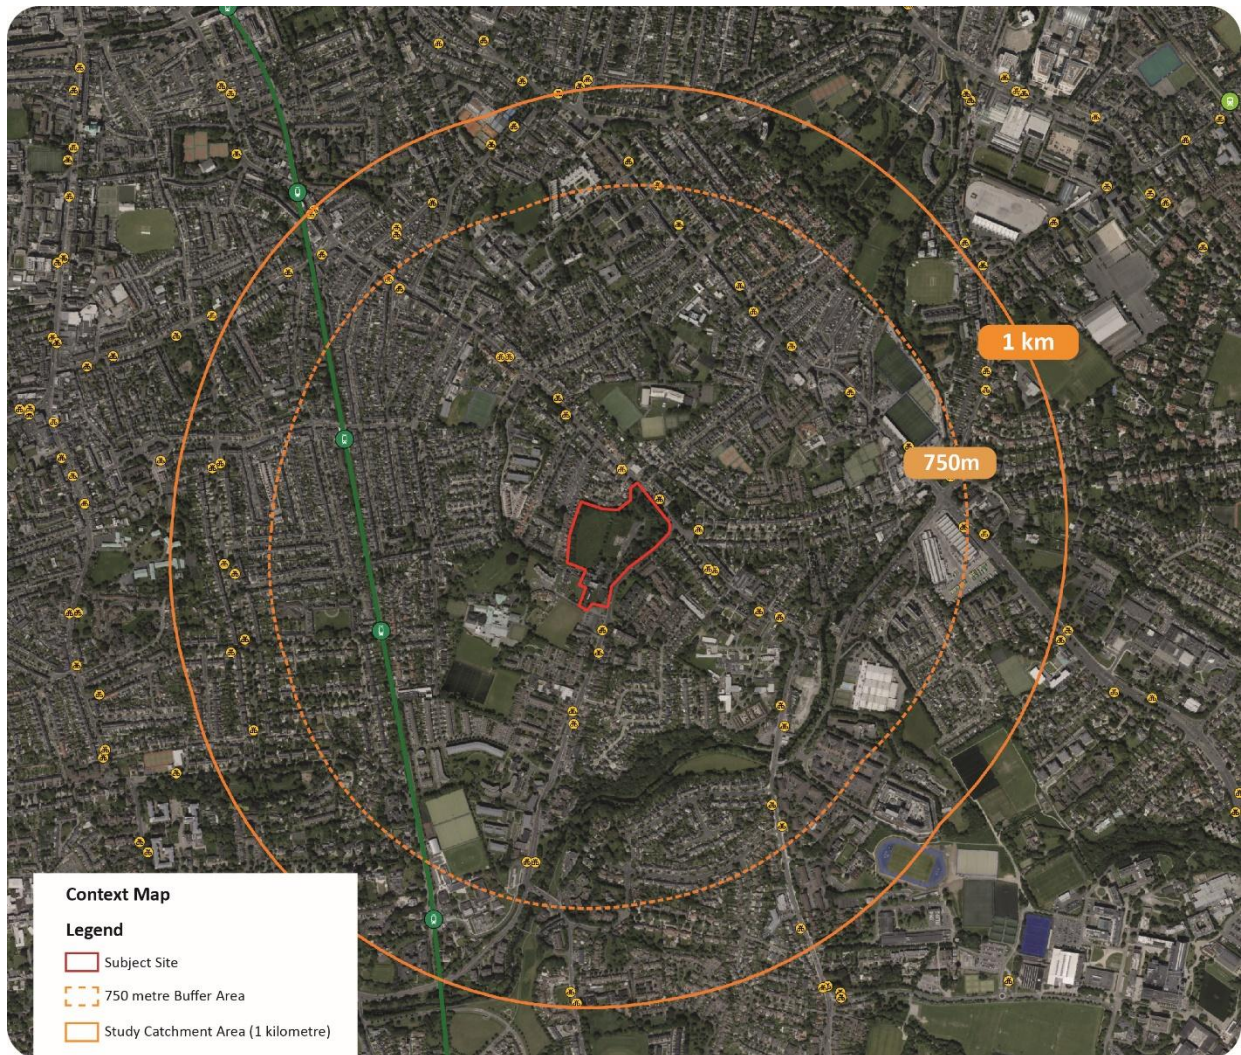 1 km
750m
Context Map
Legend
Subject Site
750 metre Buffer Area
Study Catchment Area (1 kilometre)